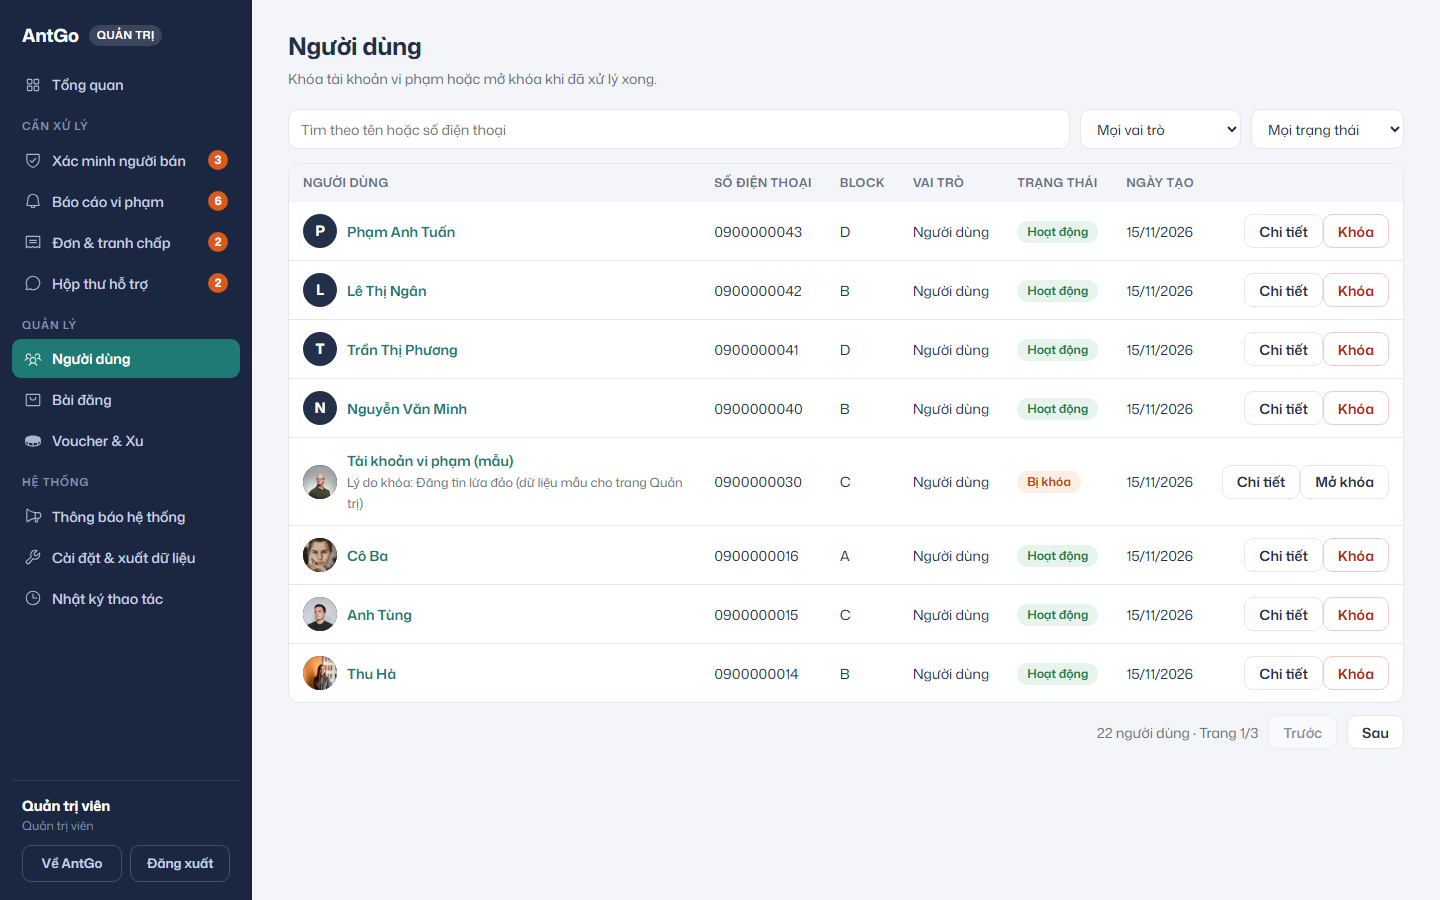 AntGo QUẢN TRỊ
Tổng quan
CẦN XỬ LÝ
Xác minh người bán 3
Báo cáo vi phạm 6
Đơn & tranh chấp 2
Hộp thư hỗ trợ 2
QUẢN LÝ
Người dùng
Bài đăng
Voucher & Xu
HỆ THỐNG
Thông báo hệ thống
Cài đặt & xuất dữ liệu
Nhật ký thao tác
Quản trị viên
Quản trị viên
Về AntGo Đăng xuất
Người dùng
Khóa tài khoản vi phạm hoặc mở khóa khi đã xử lý xong.
Tìm theo tên hoặc số điện thoại Mọi vai trò Mọi trạng thái
NGƯỜI DÙNG SỐ ĐIỆN THOẠI BLOCK VAI TRÒ TRẠNG THÁI NGÀY TẠO
P Phạm Anh Tuấn 0900000043 D Người dùng Hoạt động 15/11/2026 Chi tiết Khóa
L Lê Thị Ngân 0900000042 B Người dùng Hoạt động 15/11/2026 Chi tiết Khóa
T Trần Thị Phương 0900000041 D Người dùng Hoạt động 15/11/2026 Chi tiết Khóa
N Nguyễn Văn Minh 0900000040 B Người dùng Hoạt động 15/11/2026 Chi tiết Khóa
Tài khoản vi phạm (mẫu)
Lý do khóa: Đăng tin lừa đảo (dữ liệu mẫu cho trang Quản
trị)
0900000030 C Người dùng Bị khóa 15/11/2026 Chi tiết Mở khóa
Cô Ba 0900000016 A Người dùng Hoạt động 15/11/2026 Chi tiết Khóa
Anh Tùng 0900000015 C Người dùng Hoạt động 15/11/2026 Chi tiết Khóa
Thu Hà 0900000014 B Người dùng Hoạt động 15/11/2026 Chi tiết Khóa
22 người dùng · Trang 1/3 Trước Sau